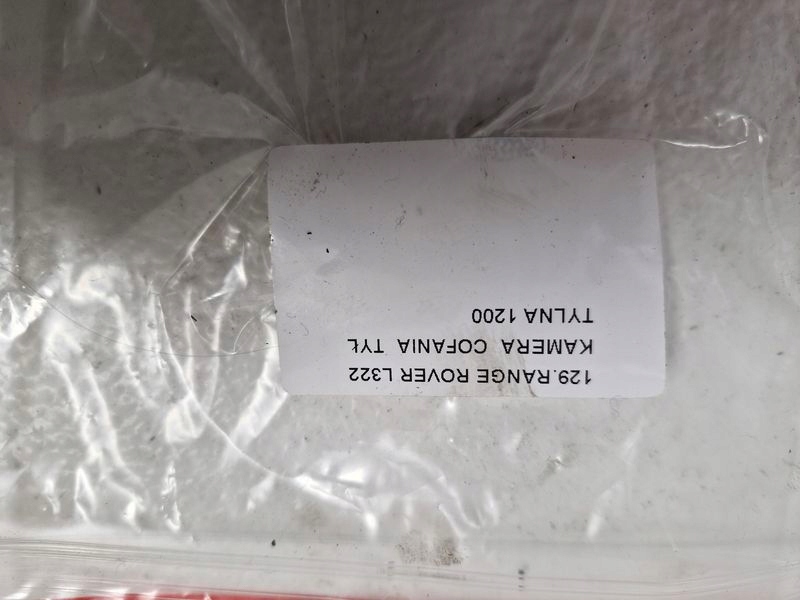 129.RANGE ROVER L322
KAMERA COFANIA TYŁ
TYLNA 1200